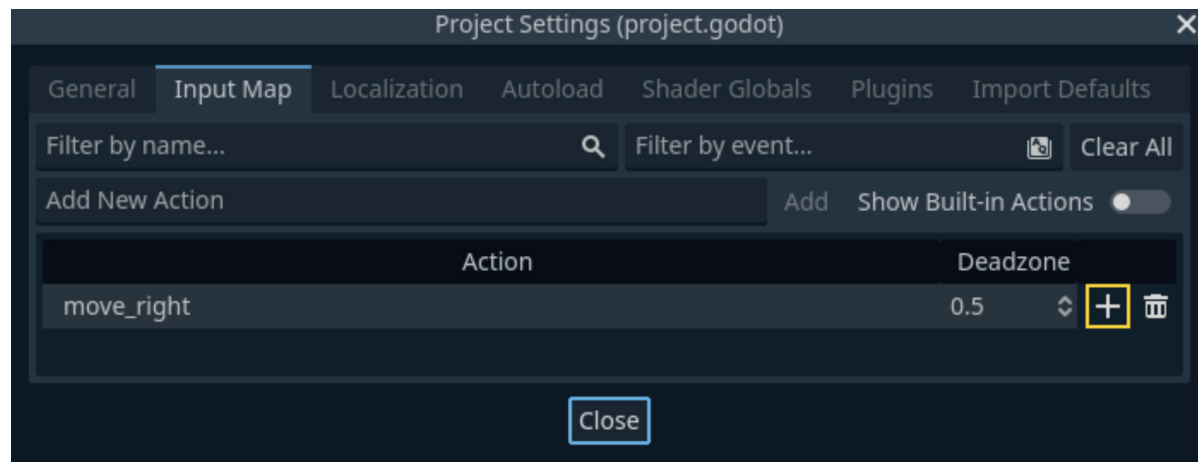 Project Settings (project.godot)
General Input Map Localization Autoload Shader Globals Plugins Import Defaults
Filter by name... Filter by event... Clear All
Add New Action Add Show Built-in Actions
Action Deadzone
move_right 0.5
Close